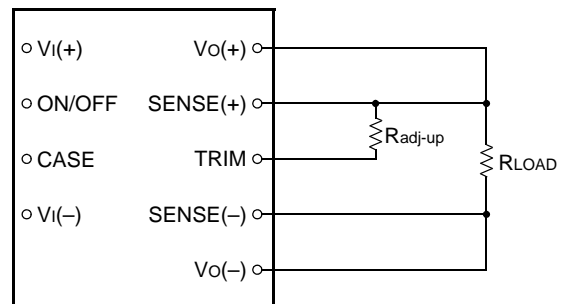 VI(+) VO(+)
ON/OFF SENSE(+)
Radj-up
CASE TRIM
RLOAD
VI(–) SENSE(–)
VO(–)